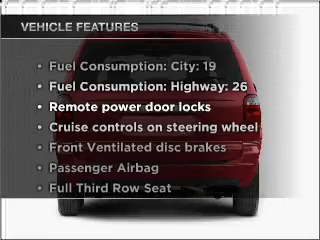 VEHICLE FEATURES
• Fuel Consumption: City: 19
• Fuel Consumption: Highway: 26
• Remote power door locks
• Cruise controls on steering wheel
• Front Ventilated disc brakes
• Passenger Airbag
• Full Third Row Seat